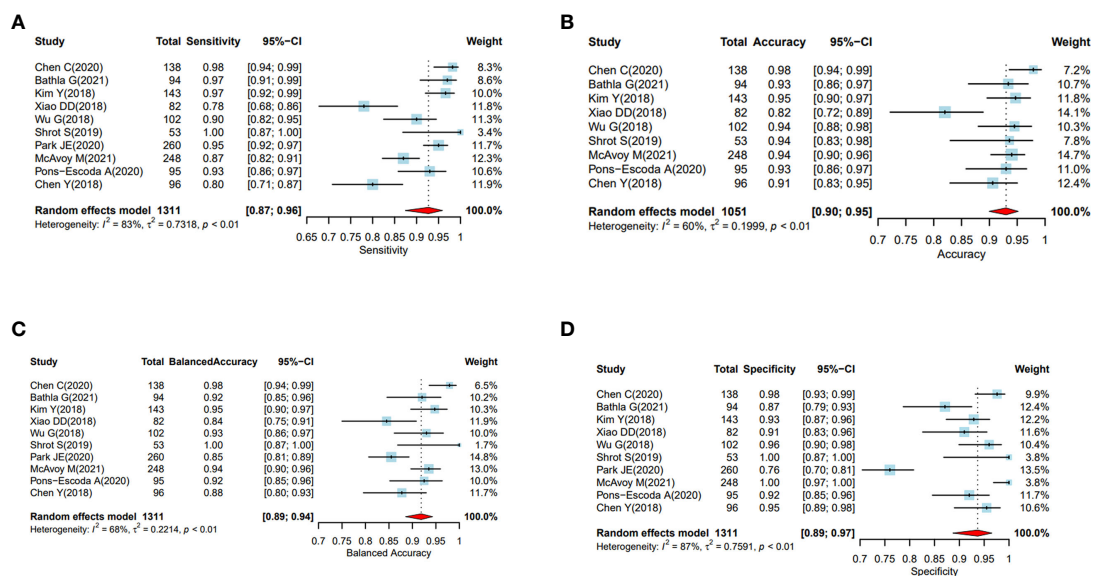 A
Study Total Sensitivity 95%−CI Weight
Chen C(2020) 138 0.98 [0.94; 0.99] 8.3%
Bathla G(2021) 94 0.97 [0.92; 0.99] 8.6%
Kim Y(2018) 143 0.97 [0.92; 0.99] 10.0%
Xiao DD(2018) 82 0.78 [0.68; 0.86] 11.8%
Wu G(2018) 102 0.90 [0.82; 0.95] 11.3%
Shrot S(2019) 53 1.00 [0.87; 1.00] 3.4%
Park JE(2020) 260 0.95 [0.92; 0.97] 11.7%
McAvoy M(2021) 248 0.87 [0.82; 0.91] 12.3%
Pons−Escoda A(2020) 95 0.93 [0.86; 0.97] 10.6%
Chen Y(2018) 96 0.80 [0.71; 0.87] 11.9%
Random effects model 1311 [0.87; 0.96] 100.0%
Heterogeneity: I² = 83%, τ² = 0.7318, p < 0.01
0.65 0.7 0.75 0.8 0.85 0.9 0.95 1
Sensitivity
B
Study Total Accuracy 95%−CI Weight
Chen C(2020) 138 0.98 [0.94; 0.99] 7.2%
Bathla G(2021) 94 0.93 [0.86; 0.97] 10.7%
Kim Y(2018) 143 0.95 [0.90; 0.97] 11.8%
Xiao DD(2018) 82 0.82 [0.72; 0.89] 14.1%
Wu G(2018) 102 0.94 [0.88; 0.98] 10.3%
Shrot S(2019) 53 0.94 [0.83; 0.98] 7.8%
McAvoy M(2021) 248 0.94 [0.90; 0.96] 14.7%
Pons−Escoda A(2020) 95 0.93 [0.86; 0.97] 11.0%
Chen Y(2018) 96 0.91 [0.83; 0.95] 12.4%
Random effects model 1051 [0.90; 0.95] 100.0%
Heterogeneity: I² = 60%, τ² = 0.1999, p < 0.01
0.7 0.75 0.8 0.85 0.9 0.95 1
Accuracy
C
Study Total BalancedAccuracy 95%−CI Weight
Chen C(2020) 138 0.98 [0.94; 0.99] 6.5%
Bathla G(2021) 94 0.92 [0.85; 0.96] 10.2%
Kim Y(2018) 143 0.95 [0.90; 0.97] 10.3%
Xiao DD(2018) 82 0.84 [0.75; 0.91] 11.9%
Wu G(2018) 102 0.93 [0.86; 0.97] 10.0%
Shrot S(2019) 53 1.00 [0.87; 1.00] 1.7%
Park JE(2020) 260 0.85 [0.81; 0.89] 14.8%
McAvoy M(2021) 248 0.94 [0.90; 0.96] 13.0%
Pons−Escoda A(2020) 95 0.92 [0.85; 0.96] 10.0%
Chen Y(2018) 96 0.88 [0.80; 0.93] 11.7%
Random effects model 1311 [0.89; 0.94] 100.0%
Heterogeneity: I² = 68%, τ² = 0.2214, p < 0.01
0.7 0.75 0.8 0.85 0.9 0.95 1
Balanced Accuracy
D
Study Total Specificity 95%−CI Weight
Chen C(2020) 138 0.98 [0.93; 0.99] 9.9%
Bathla G(2021) 94 0.87 [0.79; 0.93] 12.4%
Kim Y(2018) 143 0.93 [0.87; 0.96] 12.2%
Xiao DD(2018) 82 0.91 [0.83; 0.96] 11.6%
Wu G(2018) 102 0.96 [0.90; 0.98] 10.4%
Shrot S(2019) 53 1.00 [0.87; 1.00] 3.8%
Park JE(2020) 260 0.76 [0.70; 0.81] 13.5%
McAvoy M(2021) 248 1.00 [0.97; 1.00] 3.8%
Pons−Escoda A(2020) 95 0.92 [0.85; 0.96] 11.7%
Chen Y(2018) 96 0.95 [0.89; 0.98] 10.6%
Random effects model 1311 [0.89; 0.97] 100.0%
Heterogeneity: I² = 87%, τ² = 0.7591, p < 0.01
0.7 0.75 0.8 0.85 0.9 0.95 1
Specificity